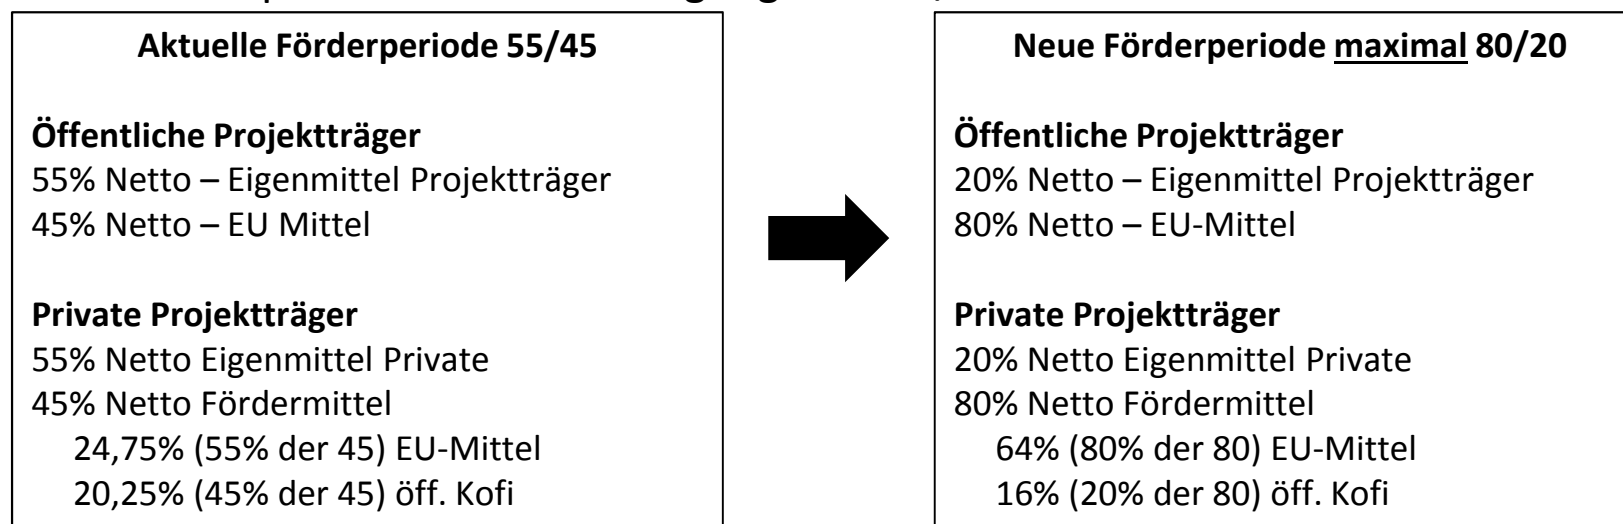 Aktuelle Förderperiode 55/45
Öffentliche Projektträger
55% Netto – Eigenmittel Projektträger
45% Netto – EU Mittel
Private Projektträger
55% Netto Eigenmittel Private
45% Netto Fördermittel
24,75% (55% der 45) EU-Mittel
20,25% (45% der 45) öff. Kofi
Neue Förderperiode maximal 80/20
Öffentliche Projektträger
20% Netto – Eigenmittel Projektträger
80% Netto – EU-Mittel
Private Projektträger
20% Netto Eigenmittel Private
80% Netto Fördermittel
64% (80% der 80) EU-Mittel
16% (20% der 80) öff. Kofi